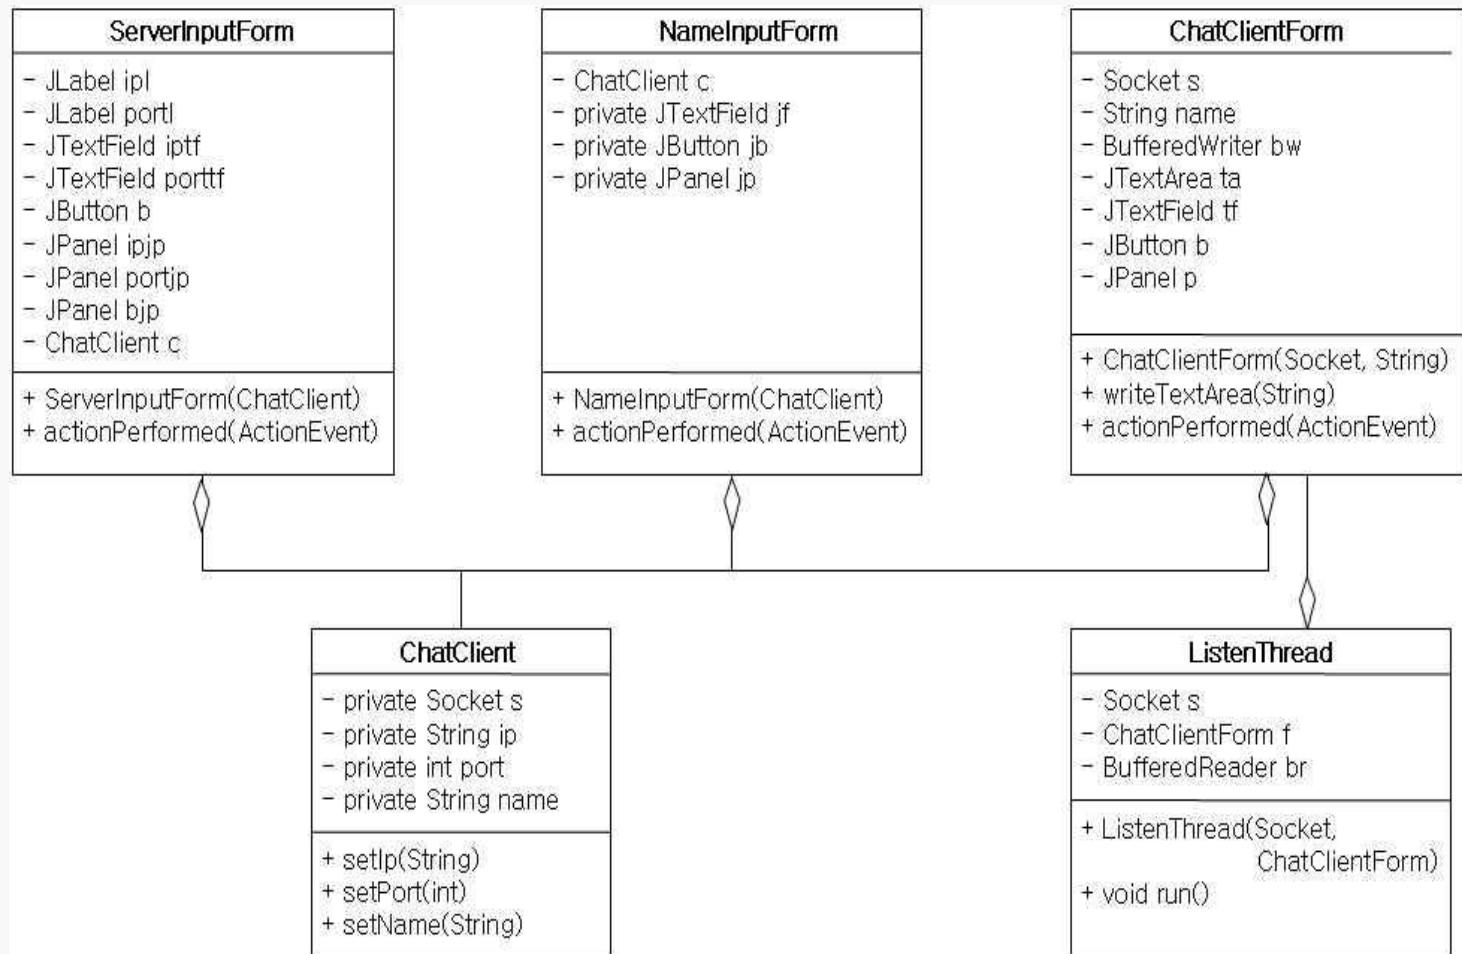 ServerInputForm
- JLabel ipl
- JLabel portl
- JTextField iptf
- JTextField porttf
- JButton b
- JPanel ipjp
- JPanel portjp
- JPanel bjp
- ChatClient c
+ ServerInputForm(ChatClient)
+ actionPerformed(ActionEvent)
NameInputForm
- ChatClient c
- private JTextField jf
- private JButton jb
- private JPanel jp
+ NameInputForm(ChatClient)
+ actionPerformed(ActionEvent)
ChatClientForm
- Socket s
- String name
- BufferedWriter bw
- JTextArea ta
- JTextField tf
- JButton b
- JPanel p
+ ChatClientForm(Socket, String)
+ writeTextArea(String)
+ actionPerformed(ActionEvent)
ChatClient
- private Socket s
- private String ip
- private int port
- private String name
+ setIp(String)
+ setPort(int)
+ setName(String)
ListenThread
- Socket s
- ChatClientForm f
- BufferedReader br
+ ListenThread(Socket,
ChatClientForm)
+ void run()